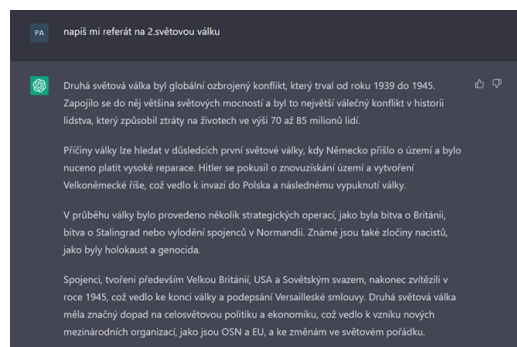 PA
napiš mi referát na 2.světovou válku
Druhá světová válka byl globální ozbrojený konflikt, který trval od roku 1939 do 1945.
Zapojilo se do něj většina světových mocností a byl to největší válečný konflikt v historii
lidstva, který způsobil ztráty na životech ve výši 70 až 85 milionů lidí.
Příčiny války lze hledat v důsledcích první světové války, kdy Německo přišlo o území a bylo
nuceno platit vysoké reparace. Hitler se pokusil o znovuzískání území a vytvoření
Velkoněmecké říše, což vedlo k invazi do Polska a následnému vypuknutí války.
V průběhu války bylo provedeno několik strategických operací, jako byla bitva o Británii,
bitva o Stalingrad nebo vylodění spojenců v Normandii. Známé jsou také zločiny nacistů,
jako byly holokaust a genocida.
Spojenci, tvořeni především Velkou Británií, USA a Sovětským svazem, nakonec zvítězili v
roce 1945, což vedlo ke konci války a podepsání Versailleské smlouvy. Druhá světová válka
měla značný dopad na celosvětovou politiku a ekonomiku, což vedlo k vzniku nových
mezinárodních organizací, jako jsou OSN a EU, a ke změnám ve světovém pořádku.